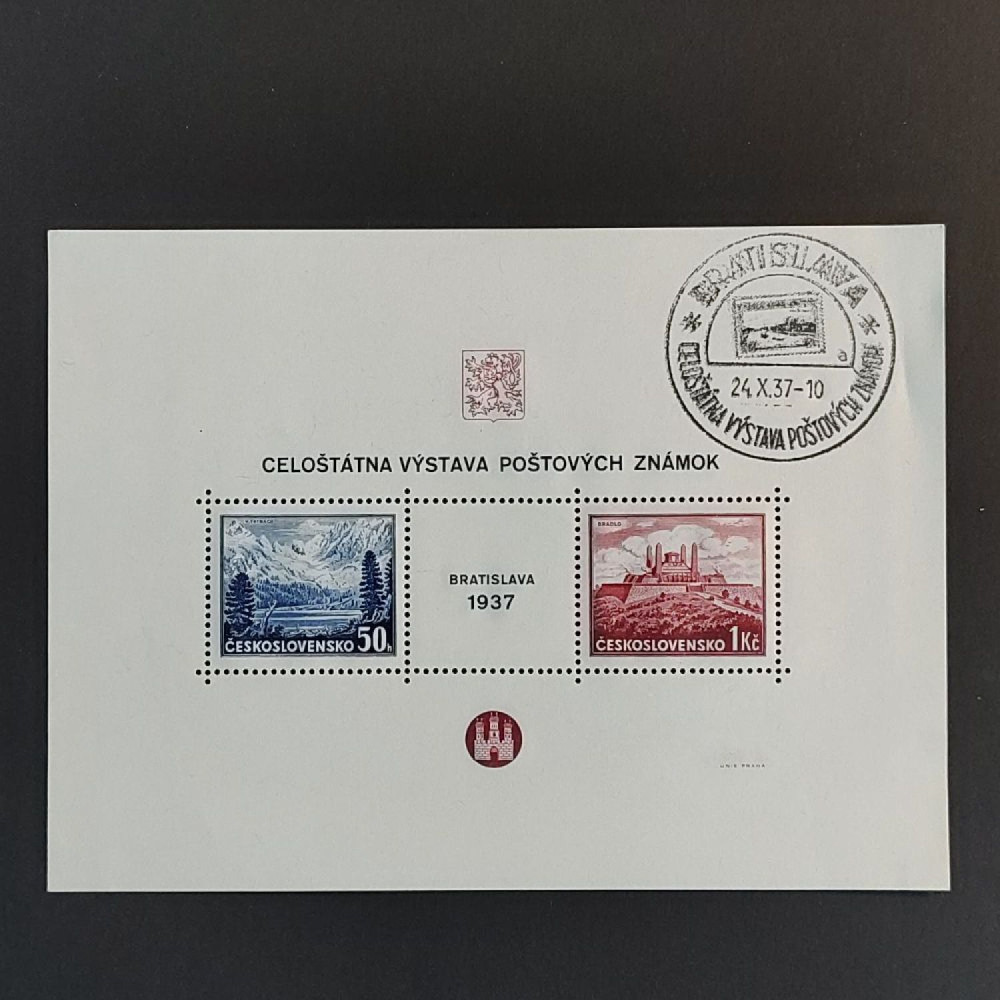 BRATISLAVA
a
24.X.37-10
CELOŠTÁTNA VÝSTAVA POŠTOVÝCH ZNÁMOK
CELOŠTÁTNA VÝSTAVA POŠTOVÝCH ZNÁMOK
ČESKOSLOVENSKO 50h
BRATISLAVA
1937
BRADLO
ČESKOSLOVENSKO 1Kč
PRAHA